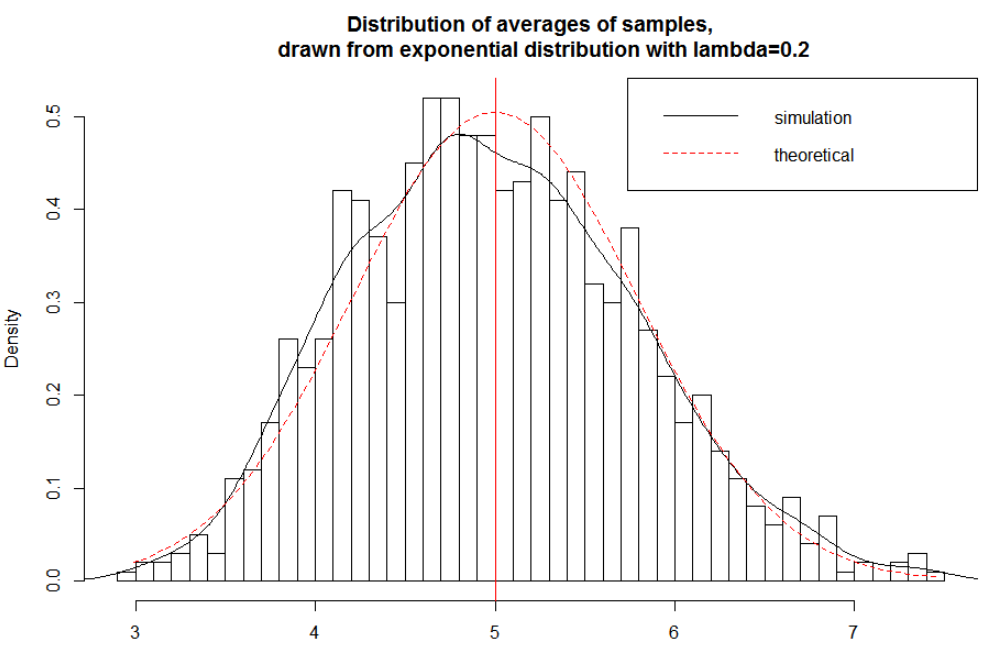 Distribution of averages of samples,
drawn from exponential distribution with lambda=0.2
simulation
theoretical
Density
0.5
0.4
0.3
0.2
0.1
0.0
3 4 5 6 7